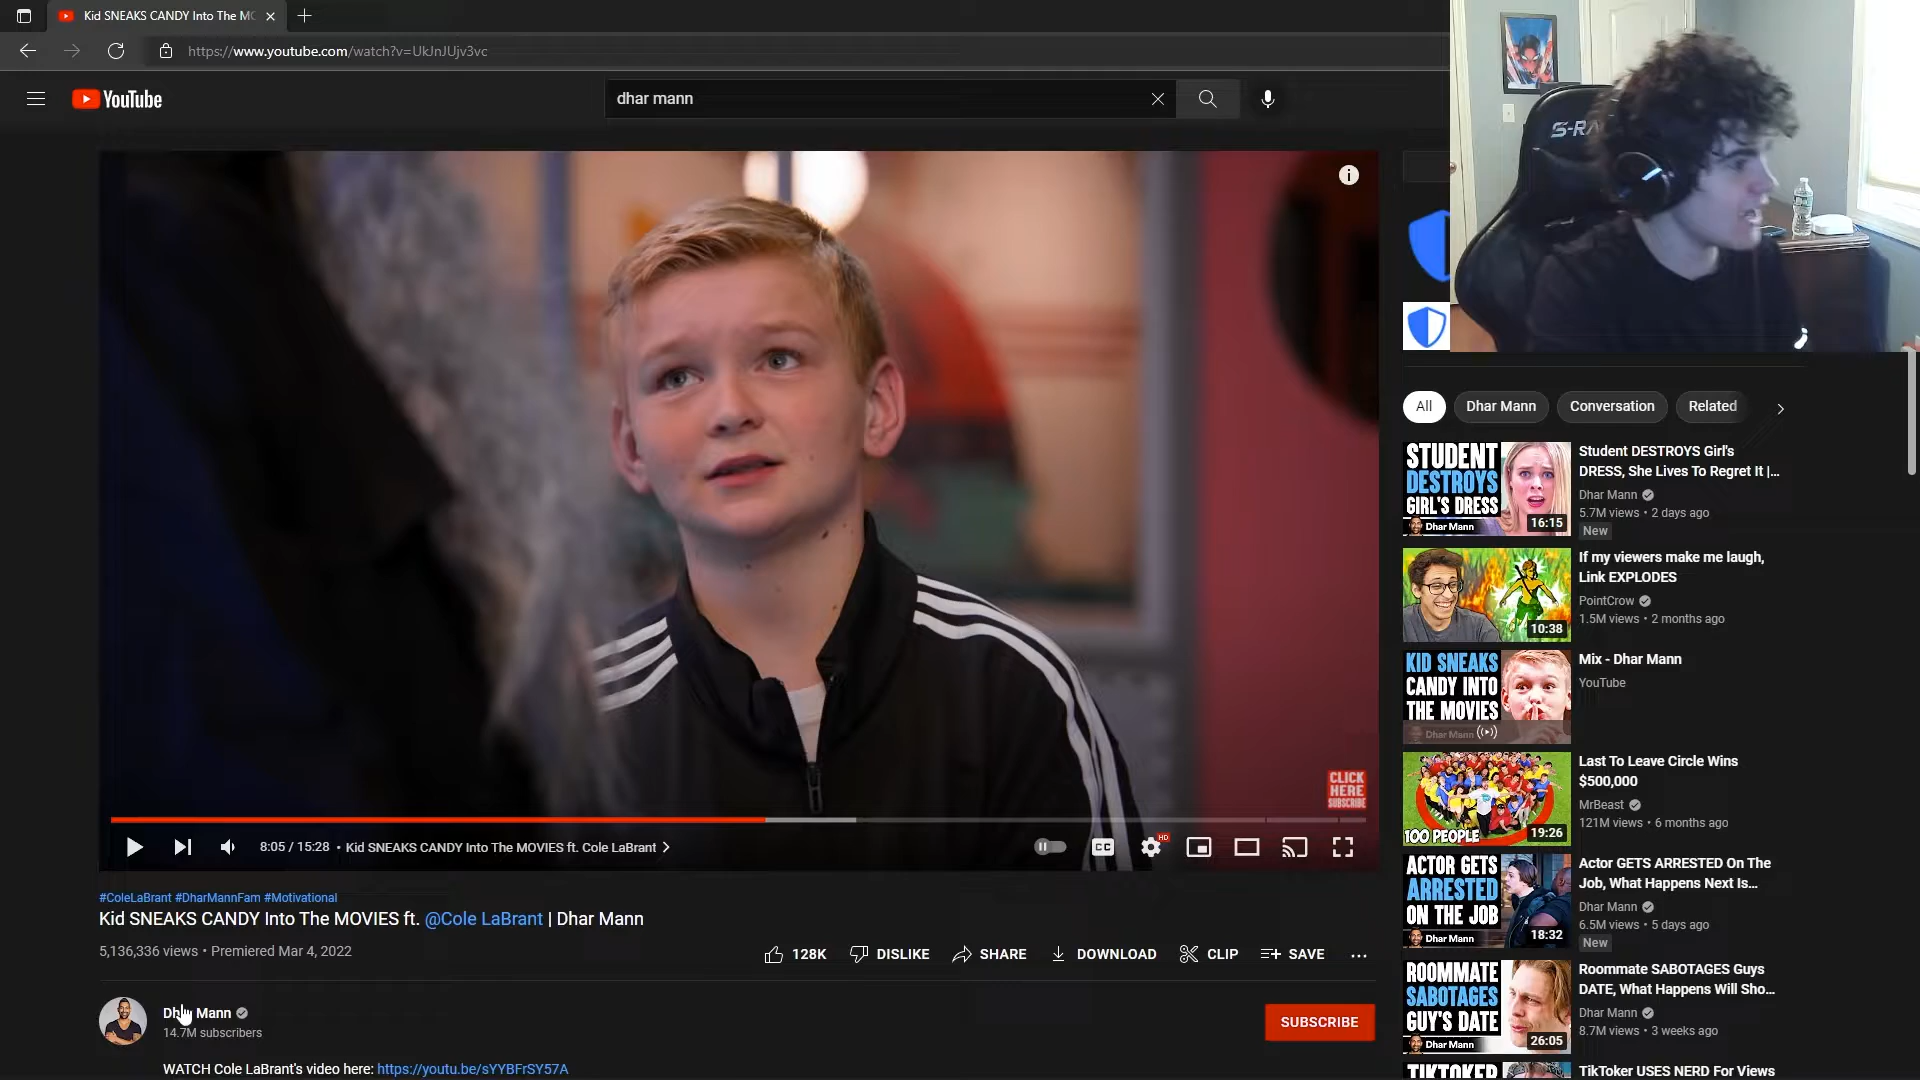 Kid SNEAKS CANDY Into The MO
https://www.youtube.com/watch?v=UkJnJUjv3vc
YouTube
dhar mann
S-RA
CLICK
HERE
SUBSCRIBE
8:05 / 15:28 • Kid SNEAKS CANDY Into The MOVIES ft. Cole LaBrant
CC
HD
#ColeLaBrant #DharMannFam #Motivational
Kid SNEAKS CANDY Into The MOVIES ft. @Cole LaBrant | Dhar Mann
5,136,336 views • Premiered Mar 4, 2022
128K
DISLIKE
SHARE
DOWNLOAD
CLIP
SAVE
Dhar Mann
14.7M subscribers
SUBSCRIBE
WATCH Cole LaBrant's video here: https://youtu.be/sYYBFrSY57A
All
Dhar Mann
Conversation
Related
STUDENT
DESTROYS
GIRL'S DRESS
Dhar Mann
16:15
Student DESTROYS Girl's
DRESS, She Lives To Regret It |...
Dhar Mann
5.7M views • 2 days ago
New
10:38
If my viewers make me laugh,
Link EXPLODES
PointCrow
1.5M views • 2 months ago
KID SNEAKS
CANDY INTO
THE MOVIES
Dhar Mann
Mix - Dhar Mann
YouTube
100 PEOPLE
19:26
Last To Leave Circle Wins
$500,000
MrBeast
121M views • 6 months ago
ACTOR GETS
ARRESTED
ON THE JOB
Dhar Mann
18:32
Actor GETS ARRESTED On The
Job, What Happens Next Is...
Dhar Mann
6.5M views • 5 days ago
New
ROOMMATE
SABOTAGES
GUY'S DATE
Dhar Mann
26:05
Roommate SABOTAGES Guys
DATE, What Happens Will Sho...
Dhar Mann
8.7M views • 3 weeks ago
TIKTOKER
TikToker USES NERD For Views